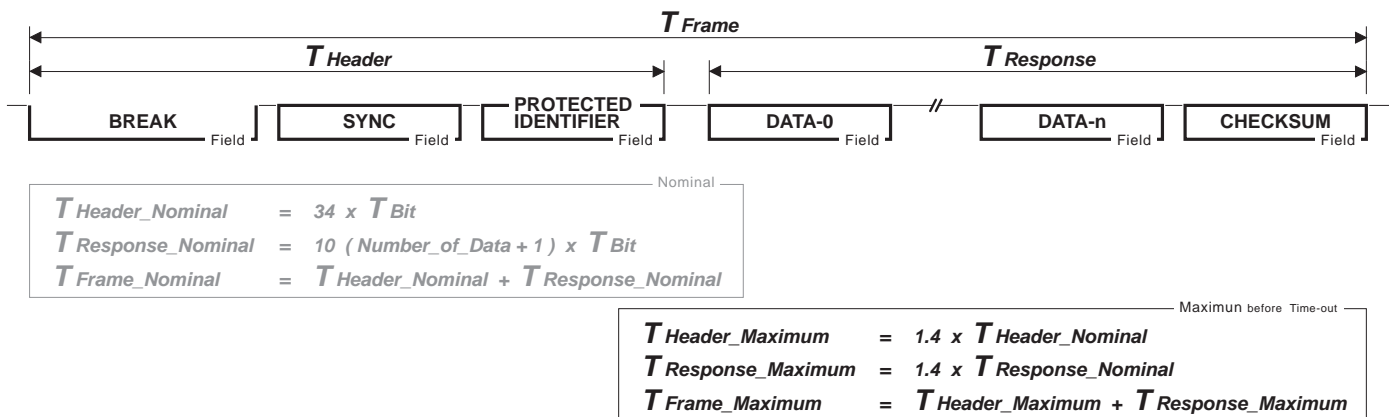 T Frame
T Header
T Response
BREAK
Field
SYNC
Field
PROTECTED
IDENTIFIER
Field
DATA-0
Field
DATA-n
Field
CHECKSUM
Field
Nominal
T Header_Nominal = 34 x T Bit
T Response_Nominal = 10 ( Number_of_Data + 1 ) x T Bit
T Frame_Nominal = T Header_Nominal + T Response_Nominal
Maximun before Time-out
T Header_Maximum = 1.4 x T Header_Nominal
T Response_Maximum = 1.4 x T Response_Nominal
T Frame_Maximum = T Header_Maximum + T Response_Maximum